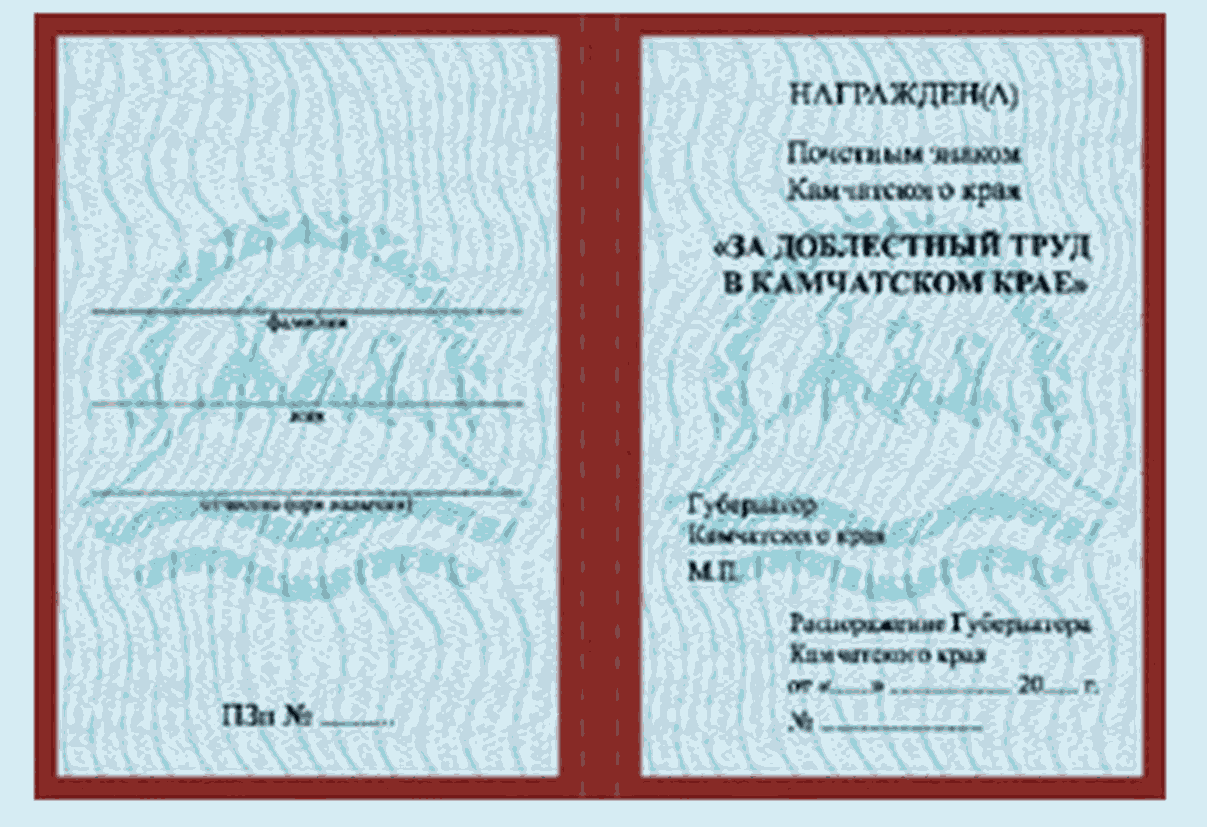 фамилия
имя
отчество (при наличии)
ПЗп № ........
НАГРАЖДЕН(А)
Почетным знаком
Камчатского края
«ЗА ДОБЛЕСТНЫЙ ТРУД
В КАМЧАТСКОМ КРАЕ»
Губернатор
Камчатского края
М.П.
Распоряжение Губернатора
Камчатского края
от «.....» ............... 20..... г.
№ ....................